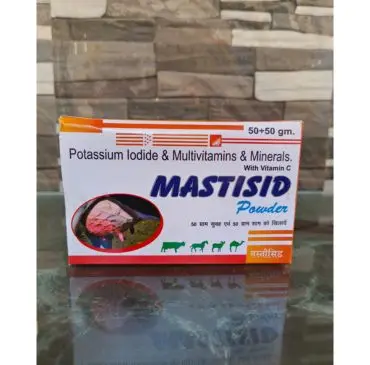 50+50 gm.
Potassium Iodide & Multivitamins & Minerals.
With Vitamin C
MASTISID
Powder
50 ग्राम सुबह एवं 50 ग्राम शाम को खिलायें
मस्तीसिड